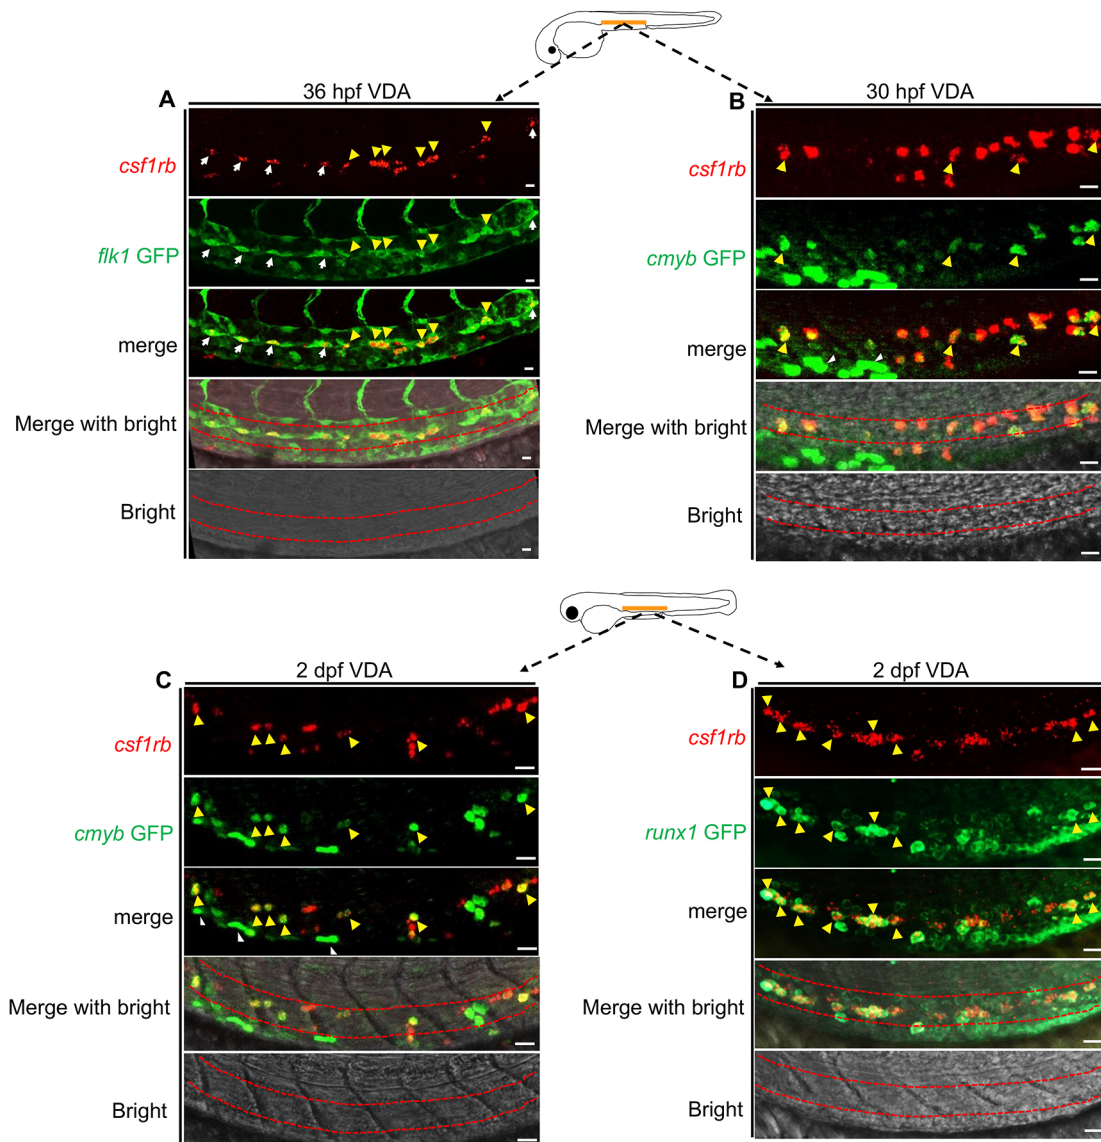 A
36 hpf VDA
csf1rb
flk1 GFP
merge
Merge with bright
Bright
B
30 hpf VDA
csf1rb
cmyb GFP
merge
Merge with bright
Bright
C
2 dpf VDA
csf1rb
cmyb GFP
merge
Merge with bright
Bright
D
2 dpf VDA
csf1rb
runx1 GFP
merge
Merge with bright
Bright